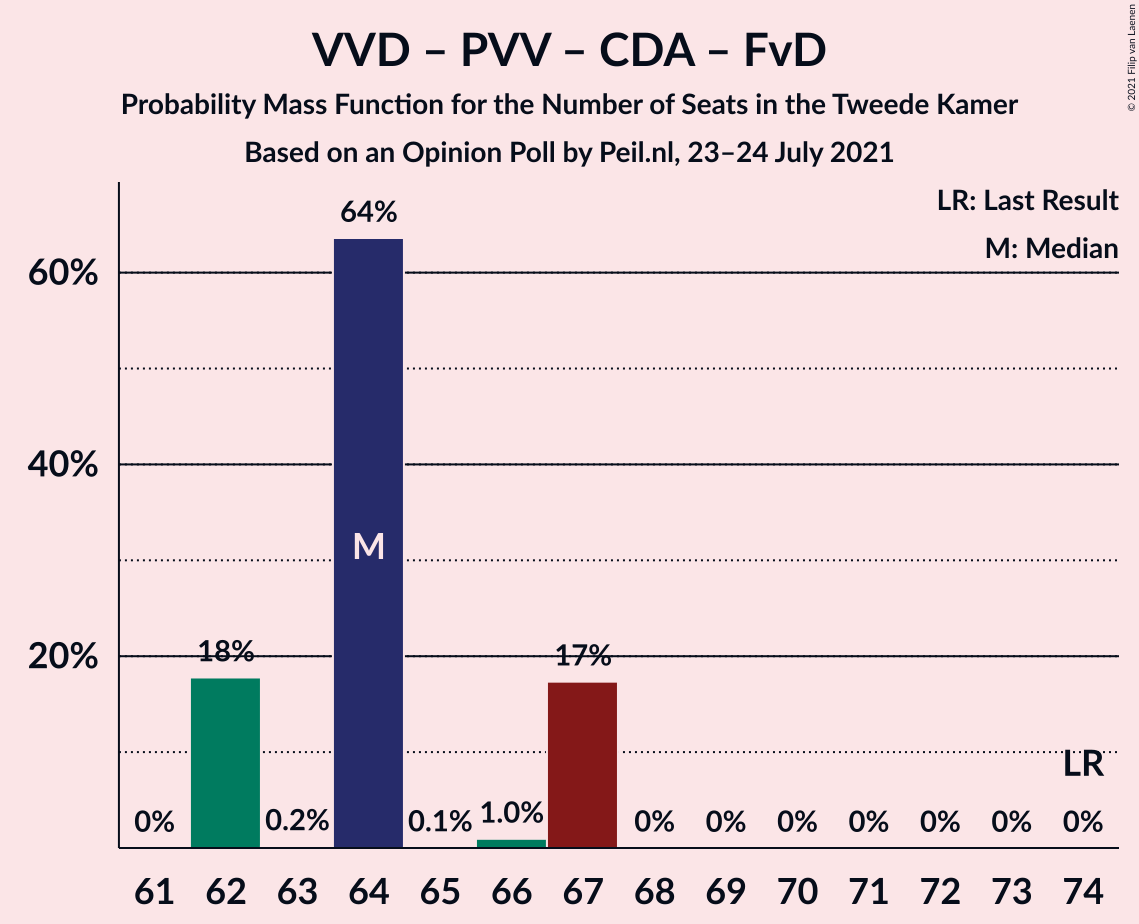 VVD – PVV – CDA – FvD
Probability Mass Function for the Number of Seats in the Tweede Kamer
Based on an Opinion Poll by Peil.nl, 23–24 July 2021
© 2021 Filip van Laenen
LR: Last Result
M: Median
60%
40%
20%
0%
18%
0.2%
64%
M
0.1%
1.0%
17%
0%
0%
0%
0%
0%
0%
LR
0%
61 62 63 64 65 66 67 68 69 70 71 72 73 74